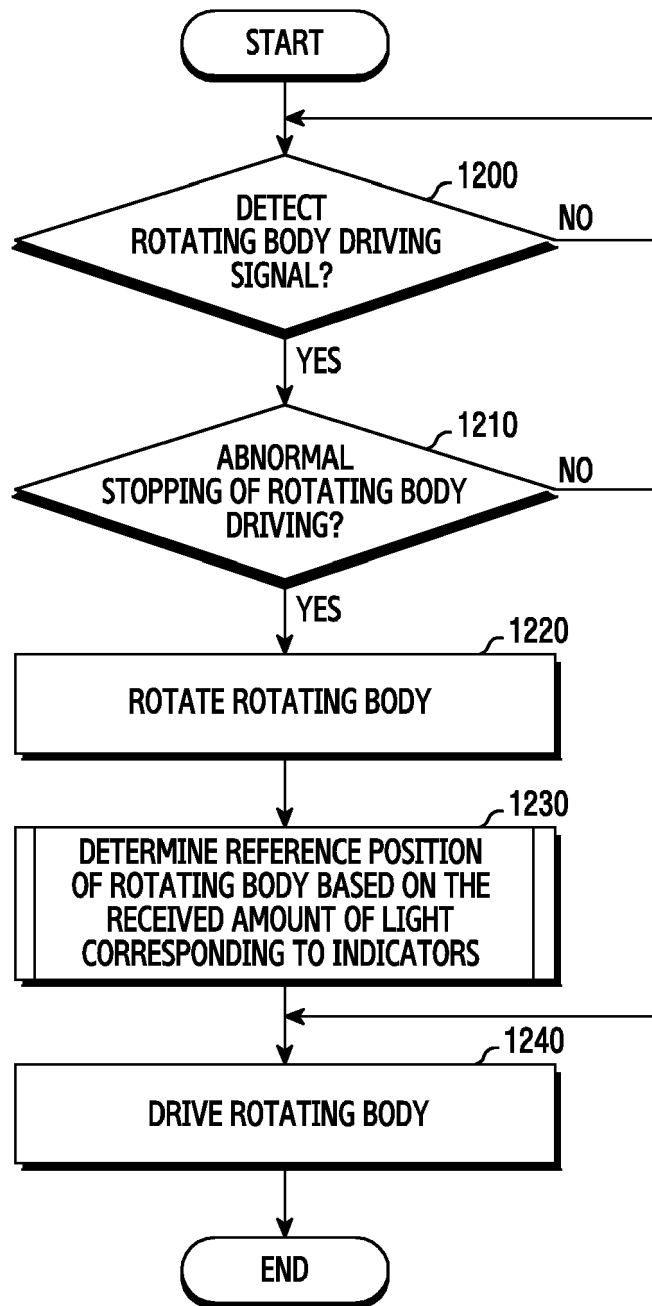 START
1200
DETECT
ROTATING BODY DRIVING
SIGNAL?
NO
YES
1210
ABNORMAL
STOPPING OF ROTATING BODY
DRIVING?
NO
YES
1220
ROTATE ROTATING BODY
1230
DETERMINE REFERENCE POSITION
OF ROTATING BODY BASED ON THE
RECEIVED AMOUNT OF LIGHT
CORRESPONDING TO INDICATORS
1240
DRIVE ROTATING BODY
END